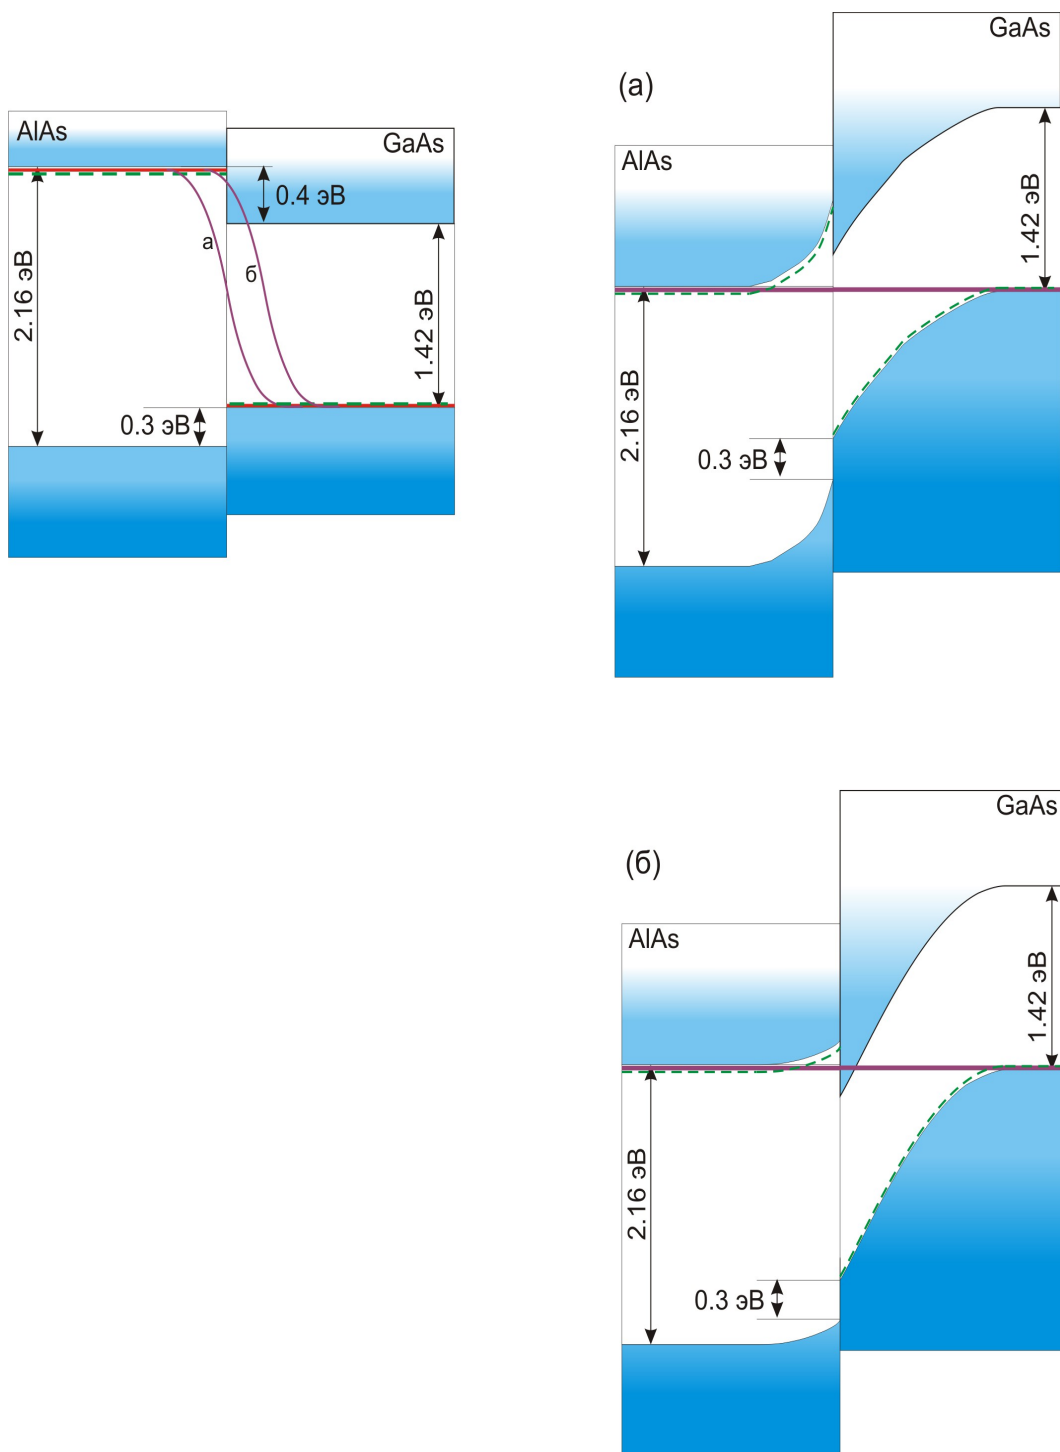 AlAs
GaAs
0.4 эВ
а
б
2.16 эВ
1.42 эВ
0.3 эВ
(а)
GaAs
AlAs
1.42 эВ
2.16 эВ
0.3 эВ
(б)
GaAs
AlAs
1.42 эВ
2.16 эВ
0.3 эВ